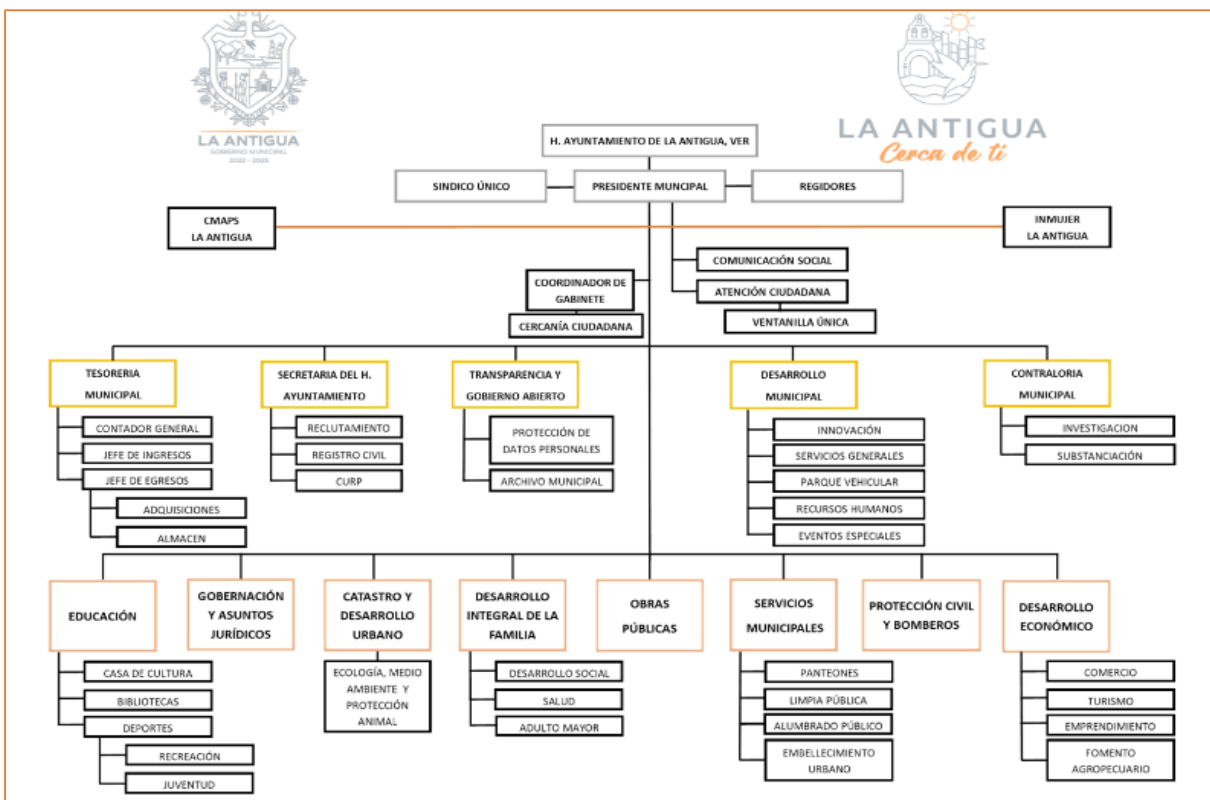 LA ANTIGUA
GOBIERNO MUNICIPAL
2022 - 2025
LA ANTIGUA
Cerca de ti
H. AYUNTAMIENTO DE LA ANTIGUA, VER
SINDICO ÚNICO
PRESIDENTE MUNCIPAL
REGIDORES
CMAPS
LA ANTIGUA
INMUJER
LA ANTIGUA
COMUNICACIÓN SOCIAL
COORDINADOR DE
GABINETE
ATENCIÓN CIUDADANA
CERCANÍA CIUDADANA
VENTANILLA ÚNICA
TESORERIA
MUNICIPAL
CONTADOR GENERAL
JEFE DE INGRESOS
JEFE DE EGRESOS
ADQUISICIONES
ALMACEN
SECRETARIA DEL H.
AYUNTAMIENTO
RECLUTAMIENTO
REGISTRO CIVIL
CURP
TRANSPARENCIA Y
GOBIERNO ABIERTO
PROTECCIÓN DE
DATOS PERSONALES
ARCHIVO MUNICIPAL
DESARROLLO
MUNICIPAL
INNOVACIÓN
SERVICIOS GENERALES
PARQUE VEHICULAR
RECURSOS HUMANOS
EVENTOS ESPECIALES
CONTRALORIA
MUNICIPAL
INVESTIGACION
SUBSTANCIACIÓN
EDUCACIÓN
CASA DE CULTURA
BIBLIOTECAS
DEPORTES
RECREACIÓN
JUVENTUD
GOBERNACIÓN
Y ASUNTOS
JURÍDICOS
CATASTRO Y
DESARROLLO
URBANO
ECOLOGÍA, MEDIO
AMBIENTE Y
PROTECCIÓN
ANIMAL
DESARROLLO
INTEGRAL DE LA
FAMILIA
DESARROLLO SOCIAL
SALUD
ADULTO MAYOR
OBRAS
PÚBLICAS
SERVICIOS
MUNICIPALES
PANTEONES
LIMPIA PÚBLICA
ALUMBRADO PÚBLICO
EMBELLECIMIENTO
URBANO
PROTECCIÓN CIVIL
Y BOMBEROS
DESARROLLO
ECONÓMICO
COMERCIO
TURISMO
EMPRENDIMIENTO
FOMENTO
AGROPECUARIO